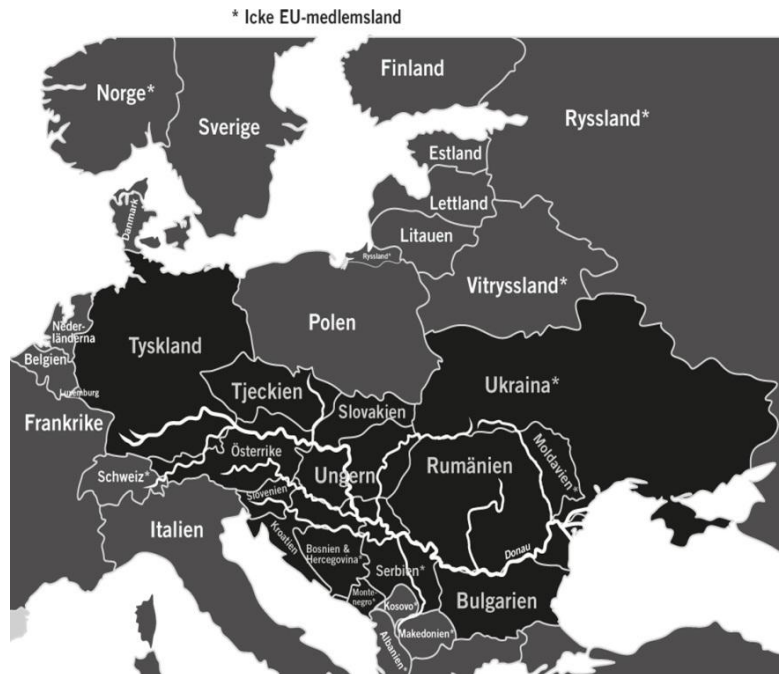 * Icke EU-medlemsland
Finland
Norge*
Sverige
Ryssland*
Estland
Lettland
Danmark
Litauen
Ryssland*
Vitryssland*
Neder-
länderna
Polen
Tyskland
Belgien
Luxemburg
Tjeckien
Ukraina*
Slovakien
Frankrike
Österrike
Moldavien*
Schweiz*
Ungern
Rumänien
Slovenien
Italien
Kroatien
Bosnien &
Hercegovina*
Donau
Serbien*
Monte-
negro*
Kosovo*
Bulgarien
Makedonien*
Albanien*